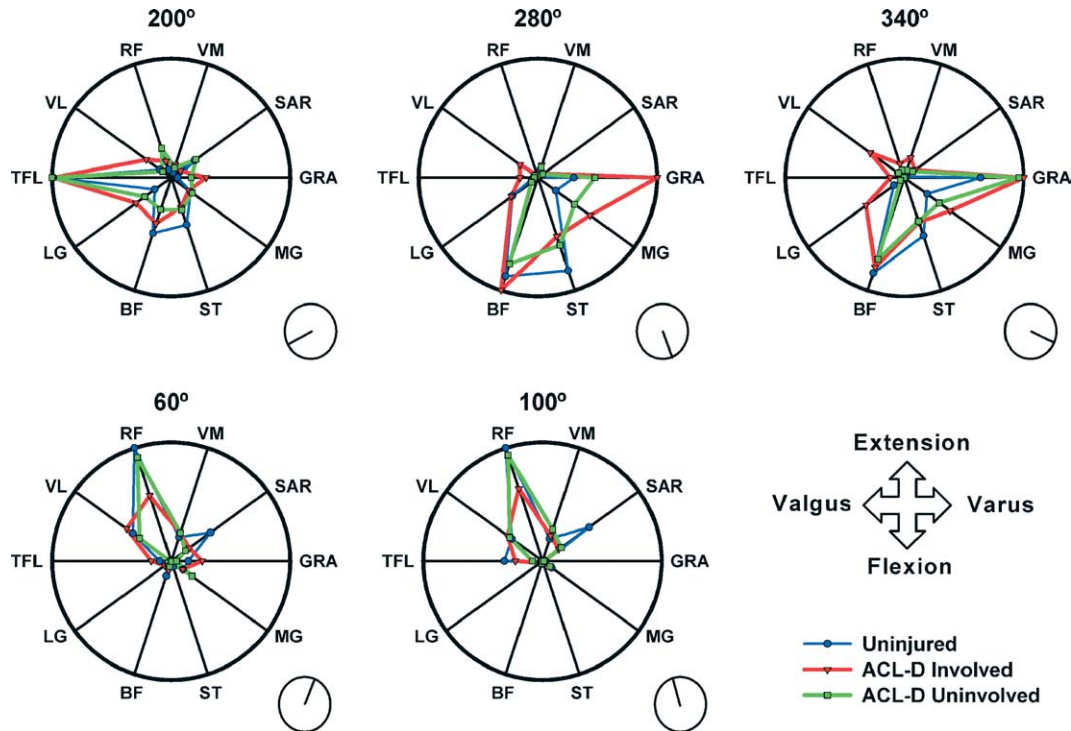 200º 280º 340º
RF VM RF VM RF VM
VL SAR VL SAR VL SAR
TFL GRA TFL GRA TFL GRA
LG MG LG MG LG MG
BF ST BF ST BF ST
60º 100º
RF VM RF VM
VL SAR VL SAR
TFL GRA TFL GRA
LG MG LG MG
BF ST BF ST
Extension
Valgus Varus
Flexion
Uninjured
ACL-D Involved
ACL-D Uninvolved